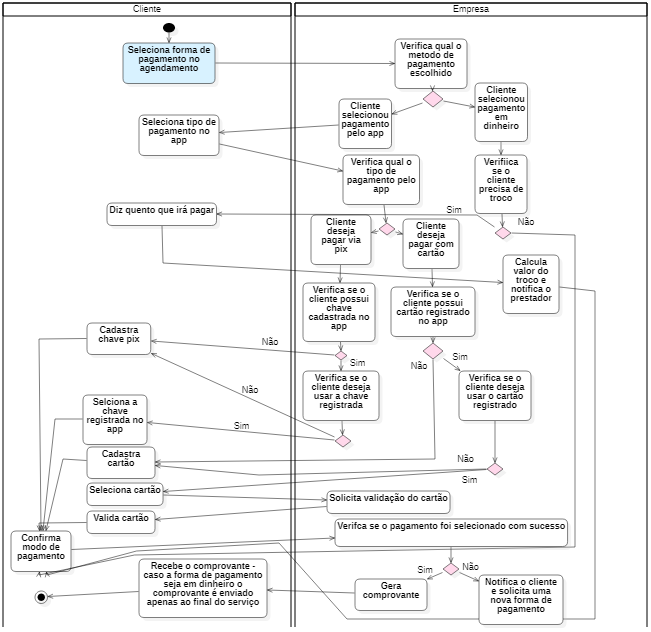 Cliente
Empresa
Seleciona forma de
pagamento no
agendamento
Verifica qual o
metodo de
pagamento
escolhido
Cliente
selecionou
pagamento
em
dinheiro
Cliente
selecionou
pagamento
pelo app
Seleciona tipo de
pagamento no
app
Verifica qual o
tipo de
pagamento pelo
app
Verifiica
se o
cliente
precisa de
troco
Sim
Não
Diz quento que irá pagar
Cliente
deseja
pagar via
pix
Cliente
deseja
pagar com
cartão
Calcula
valor do
troco e
notifica o
prestador
Verifica se o
cliente possui
chave
cadastrada no
app
Verifica se o
cliente possui
cartão registrado
no app
Cadastra
chave pix
Não
Sim
Não
Sim
Verifica se o
cliente deseja
usar a chave
registrada
Verifica se o
cliente deseja
usar o cartão
registrado
Não
Selciona a
chave
registrada no
app
Sim
Cadastra
cartão
Não
Sim
Seleciona cartão
Solicita validação do cartão
Valida cartão
Verifca se o pagamento foi selecionado com sucesso
Confirma
modo de
pagamento
Sim
Não
Recebe o comprovante -
caso a forma de pagamento
seja em dinheiro o
comprovante é enviado
apenas ao final do serviço
Gera
comprovante
Notifica o cliente
e solicita uma
nova forma de
pagamento